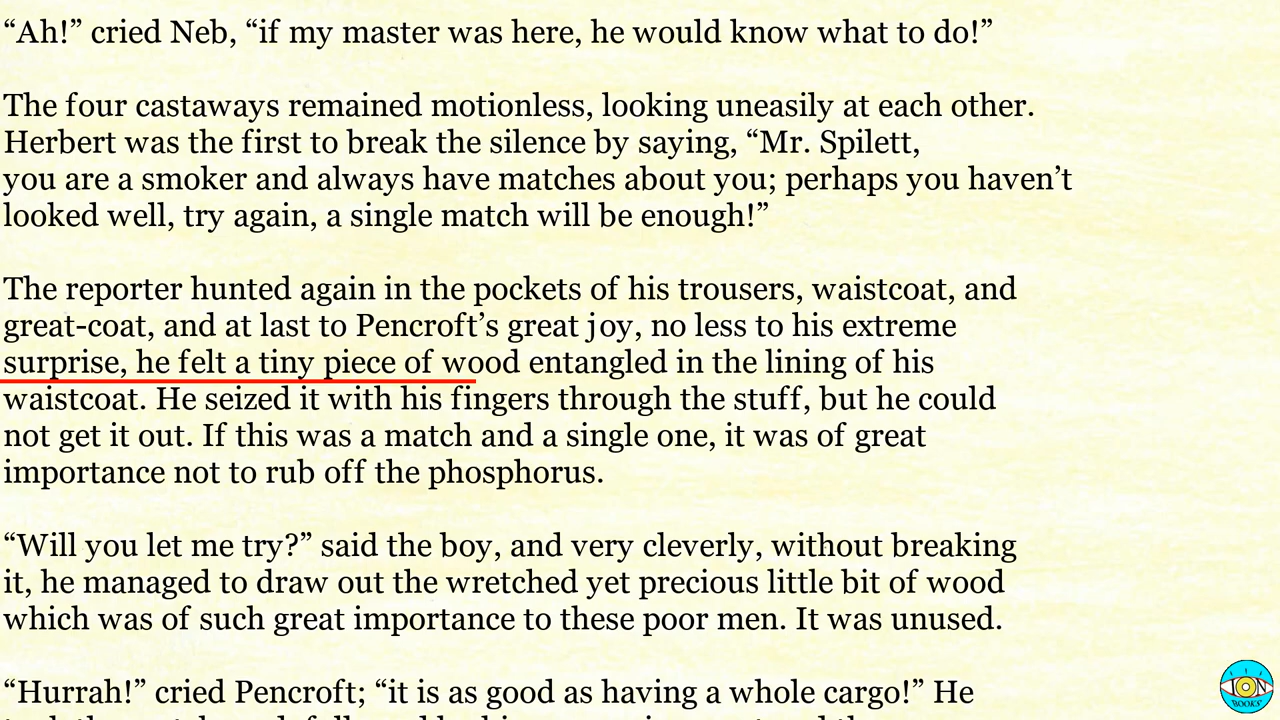 “Ah!” cried Neb, “if my master was here, he would know what to do!”
The four castaways remained motionless, looking uneasily at each other.
Herbert was the first to break the silence by saying, “Mr. Spilett,
you are a smoker and always have matches about you; perhaps you haven’t
looked well, try again, a single match will be enough!”
The reporter hunted again in the pockets of his trousers, waistcoat, and
great-coat, and at last to Pencroft’s great joy, no less to his extreme
surprise, he felt a tiny piece of wood entangled in the lining of his
waistcoat. He seized it with his fingers through the stuff, but he could
not get it out. If this was a match and a single one, it was of great
importance not to rub off the phosphorus.
“Will you let me try?” said the boy, and very cleverly, without breaking
it, he managed to draw out the wretched yet precious little bit of wood
which was of such great importance to these poor men. It was unused.
“Hurrah!” cried Pencroft; “it is as good as having a whole cargo!” He
ION
BOOKS